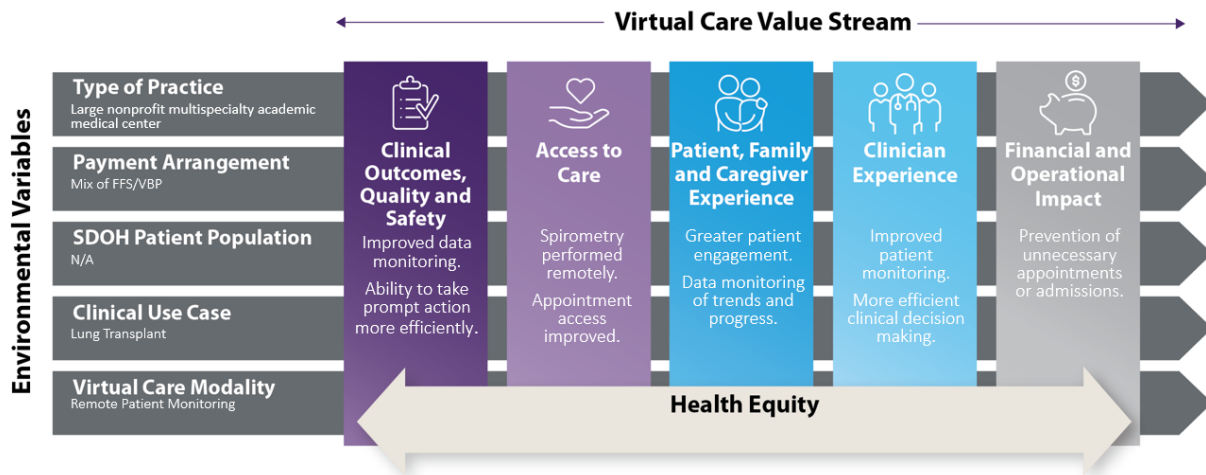 Virtual Care Value Stream
Environmental Variables
Type of Practice
Large nonprofit multispecialty academic
medical center
Payment Arrangement
Mix of FFS/VBP
SDOH Patient Population
N/A
Clinical Use Case
Lung Transplant
Virtual Care Modality
Remote Patient Monitoring
Clinical
Outcomes,
Quality and
Safety
Improved data
monitoring.
Ability to take
prompt action
more efficiently.
Access to
Care
Spirometry
performed
remotely.
Appointment
access
improved.
Patient, Family
and Caregiver
Experience
Greater patient
engagement.
Data monitoring
of trends and
progress.
Clinician
Experience
Improved
patient
monitoring.
More efficient
clinical decision
making.
$
Financial and
Operational
Impact
Prevention of
unnecessary
appointments
or admissions.
Health Equity